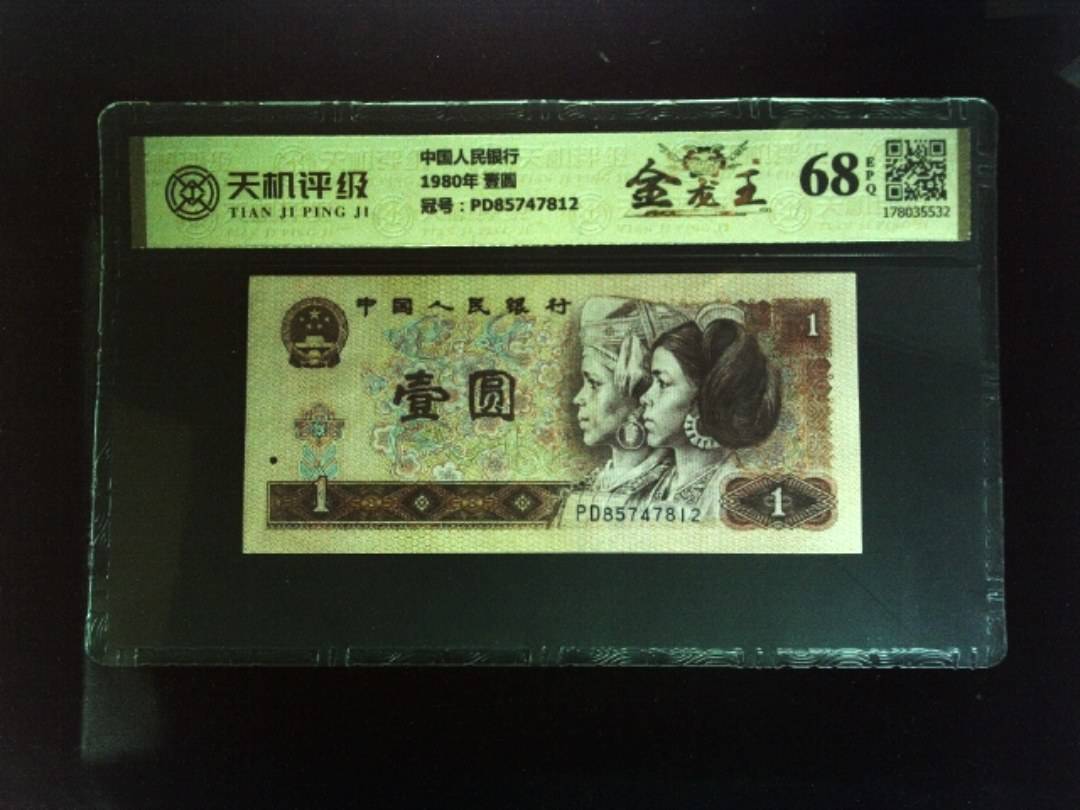 天机评级
TIAN JI PING JI
中国人民银行
1980年 壹圆
冠号：PD85747812
金龙王
68
EPQ
178035532
中国人民银行
1
壹圆
1
PD85747812
1